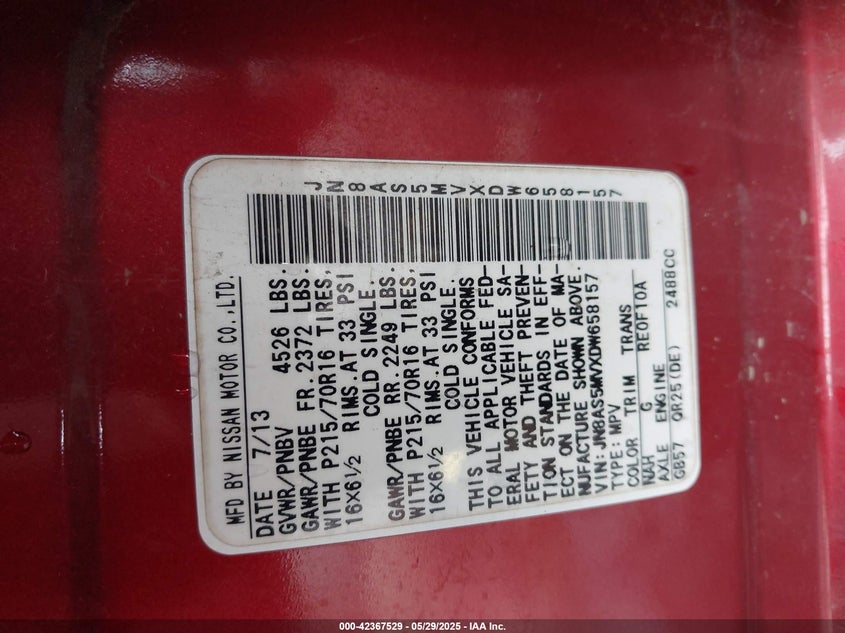 MFD BY NISSAN MOTOR CO.,LTD.
JN8AS5MVXDW658157
DATE 7/13
GVWR/PNBV 4526 LBS.
GAWR/PNBE FR. 2372 LBS.
WITH P215/70R16 TIRES,
16X6½ RIMS.AT 33 PSI
COLD SINGLE.
GAWR/PNBE RR. 2249 LBS.
WITH P215/70R16 TIRES,
16X6½ RIMS.AT 33 PSI
COLD SINGLE.
THIS VEHICLE CONFORMS
TO ALL APPLICABLE FED-
ERAL MOTOR VEHICLE SA-
FETY AND THEFT PREVEN-
TION STANDARDS IN EFF-
ECT ON THE DATE OF MA-
NUFACTURE SHOWN ABOVE.
VIN:JN8AS5MVXDW658157
TYPE:MPV
COLOR TRIM TRANS
NAH G RE0F10A
AXLE ENGINE
GB57 QR25(DE) 2488CC
000-42367529 - 05/29/2025 - IAA Inc.